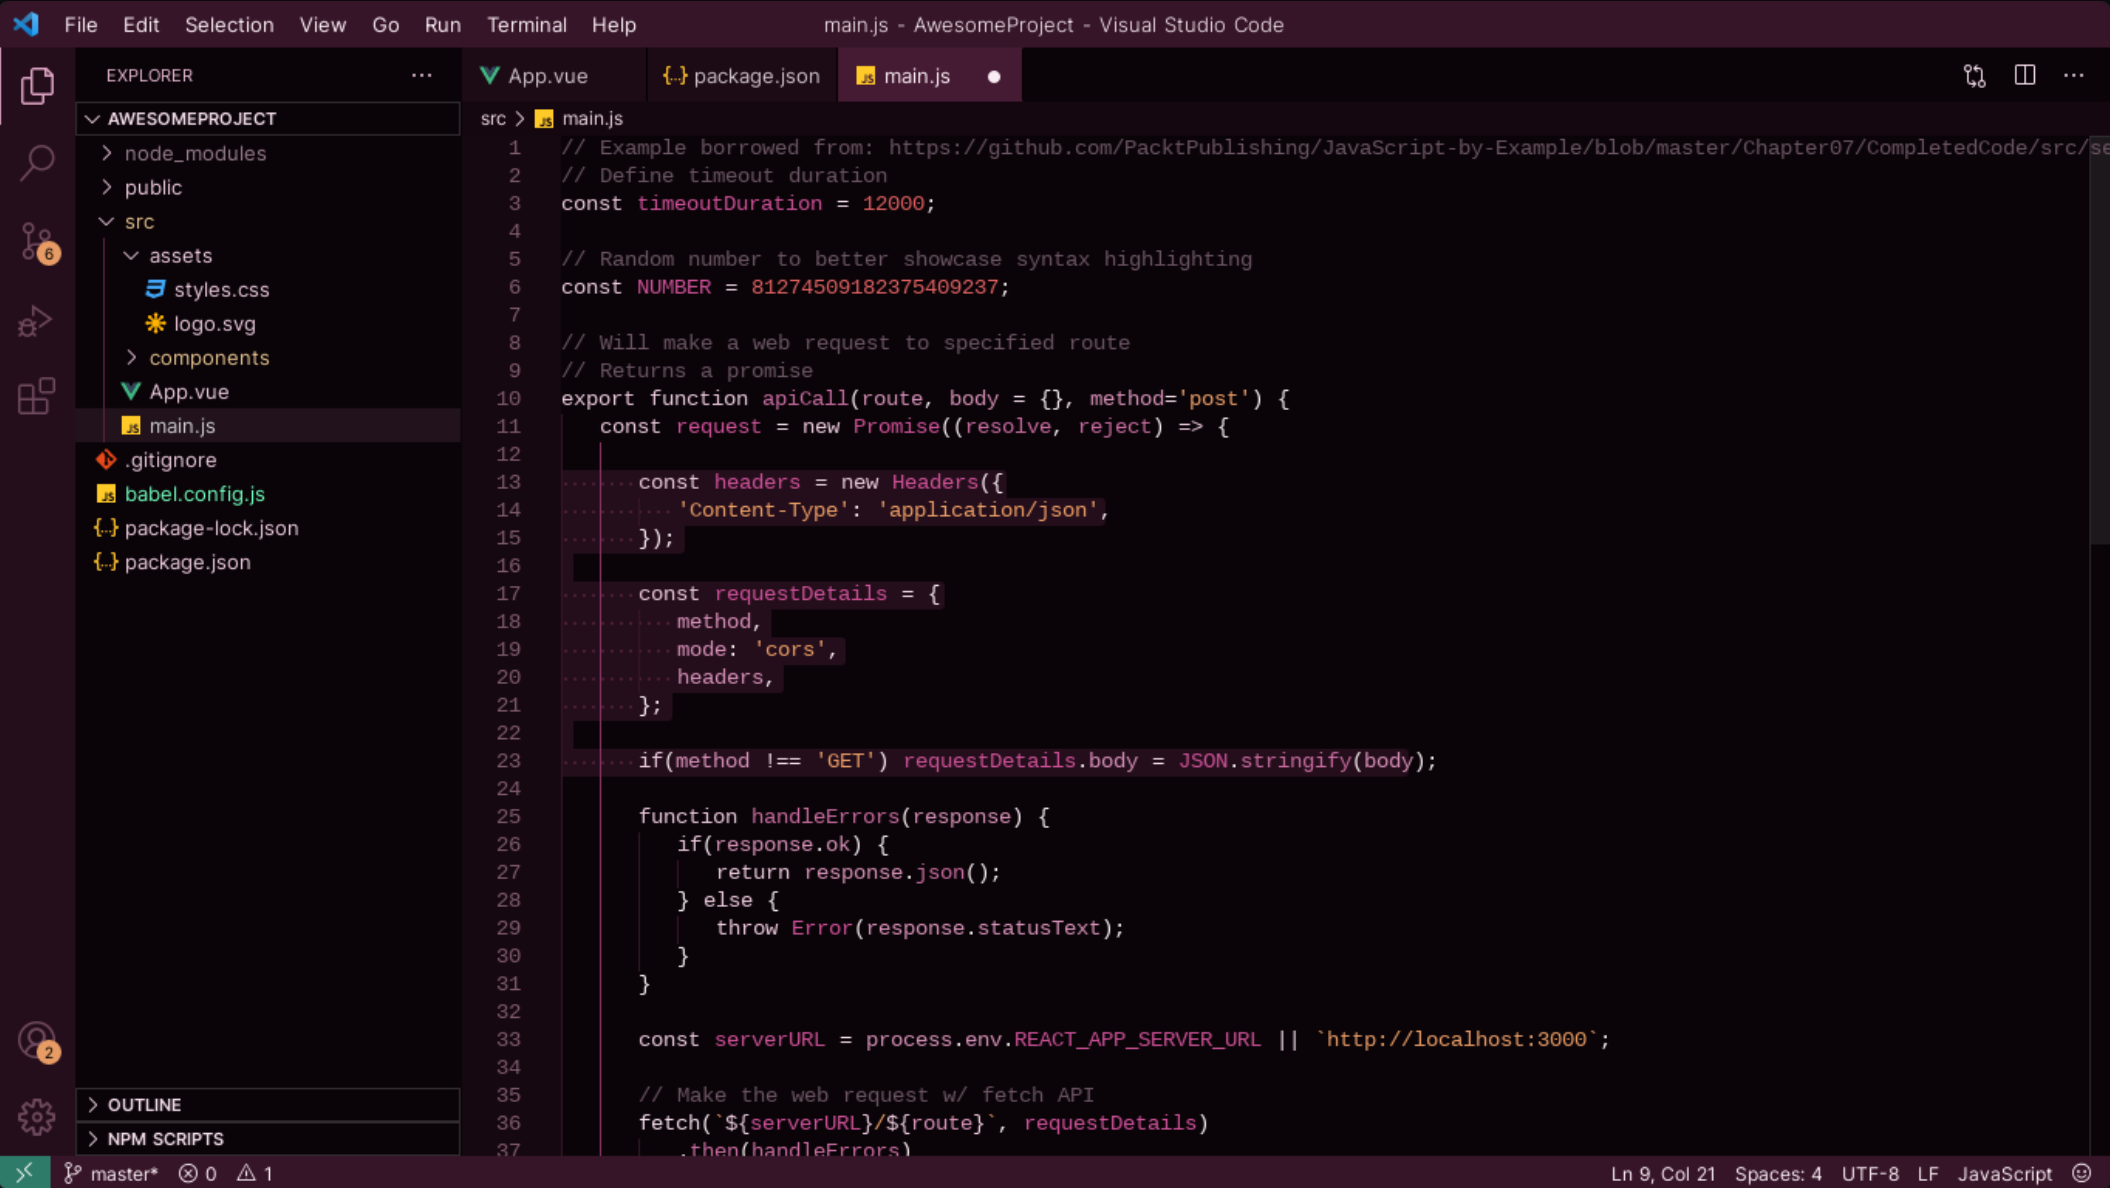 File Edit Selection View Go Run Terminal Help main.js - AwesomeProject - Visual Studio Code
EXPLORER
AWESOMEPROJECT
node_modules
public
src
assets
styles.css
logo.svg
components
App.vue
main.js
.gitignore
babel.config.js
package-lock.json
package.json
6
2
OUTLINE
NPM SCRIPTS
App.vue package.json main.js
src > main.js
1 // Example borrowed from: https://github.com/PacktPublishing/JavaScript-by-Example/blob/master/Chapter07/CompletedCode/src/se
2 // Define timeout duration
3 const timeoutDuration = 12000;
4
5 // Random number to better showcase syntax highlighting
6 const NUMBER = 81274509182375409237;
7
8 // Will make a web request to specified route
9 // Returns a promise
10 export function apiCall(route, body = {}, method='post') {
11 const request = new Promise((resolve, reject) => {
12
13 const headers = new Headers({
14 'Content-Type': 'application/json',
15 });
16
17 const requestDetails = {
18 method,
19 mode: 'cors',
20 headers,
21 };
22
23 if(method !== 'GET') requestDetails.body = JSON.stringify(body);
24
25 function handleErrors(response) {
26 if(response.ok) {
27 return response.json();
28 } else {
29 throw Error(response.statusText);
30 }
31 }
32
33 const serverURL = process.env.REACT_APP_SERVER_URL || `http://localhost:3000`;
34
35 // Make the web request w/ fetch API
36 fetch(`${serverURL}/${route}`, requestDetails)
37 .then(handleErrors)
master* 0 1 Ln 9, Col 21 Spaces: 4 UTF-8 LF JavaScript